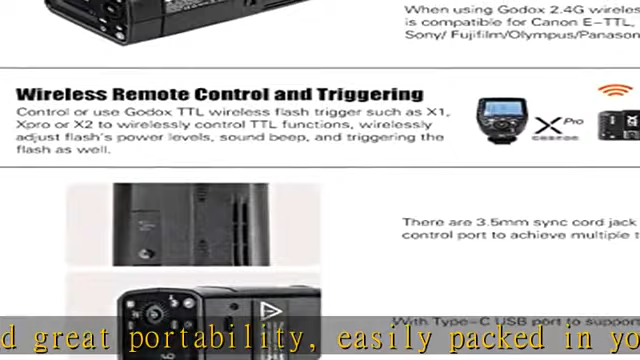 When using Godox 2.4G wireles
is compatible for Canon E-TTL,
Sony/ Fujifilm/Olympus/Panason
Wireless Remote Control and Triggering
Control or use Godox TTL wireless flash trigger such as X1,
Xpro or X2 to wirelessly control TTL functions, wirelessly
adjust flash's power levels, sound beep, and triggering the
flash as well.
XPro
There are 3.5mm sync cord jack
control port to achieve multiple t
With Type-C USB port to support
d great portability, easily packed in yo